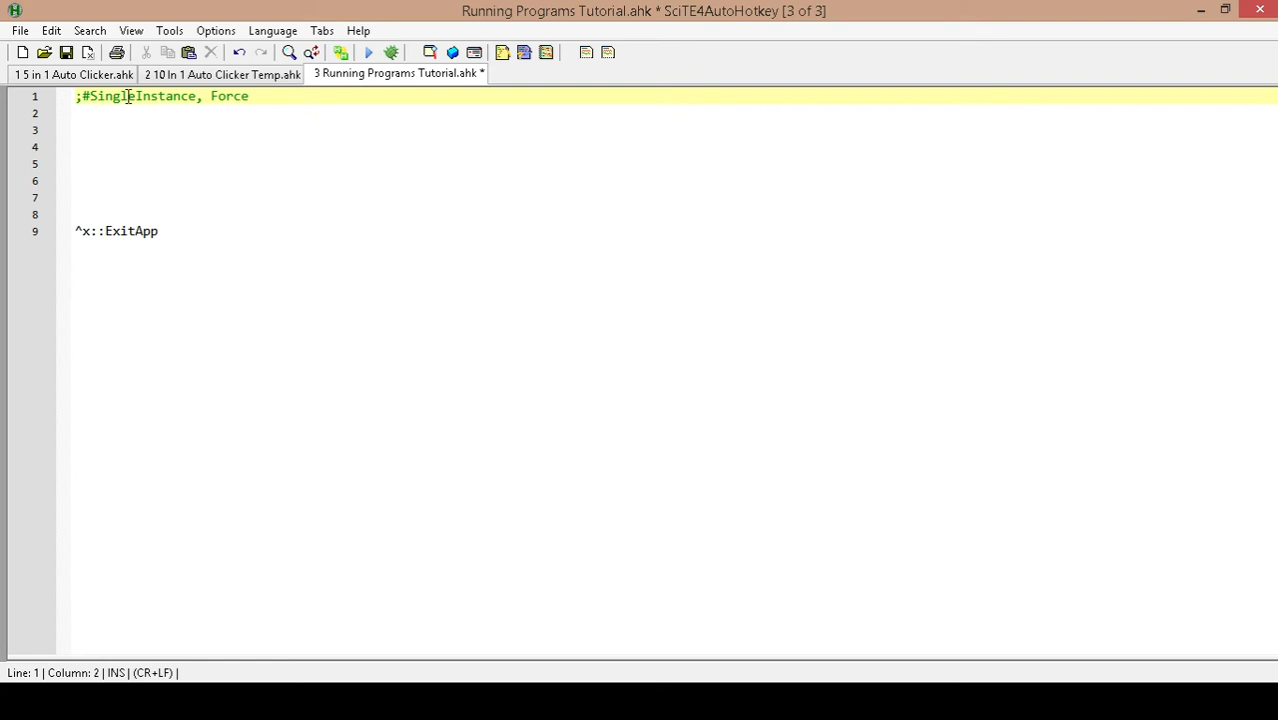 Running Programs Tutorial.ahk * SciTE4AutoHotkey [3 of 3]
File Edit Search View Tools Options Language Tabs Help
1 5 in 1 Auto Clicker.ahk 2 10 In 1 Auto Clicker Temp.ahk 3 Running Programs Tutorial.ahk *
1 ;#SingleInstance, Force
2
3
4
5
6
7
8
9 ^x::ExitApp
Line: 1 | Column: 2 | INS | (CR+LF) |